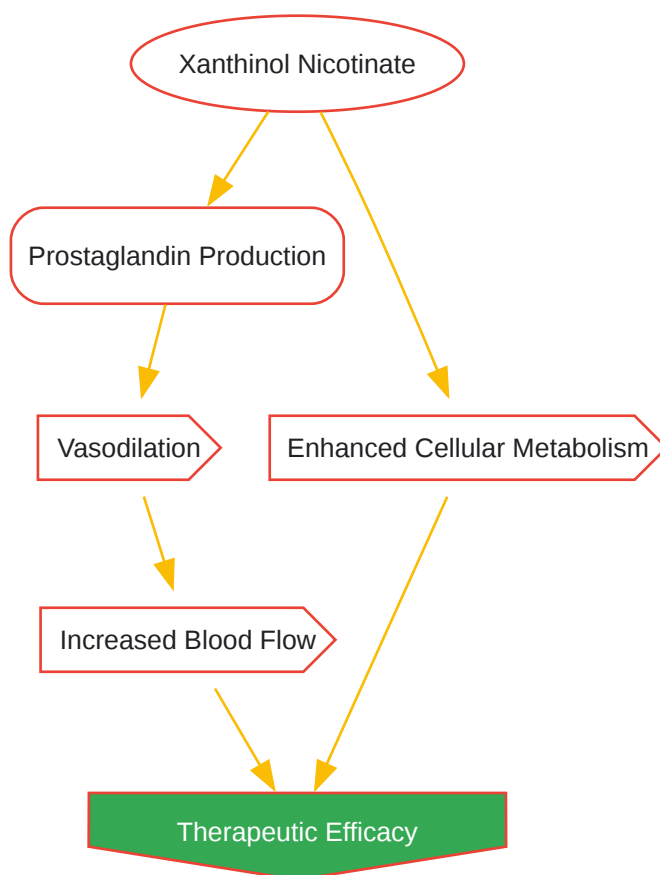 Xanthinol Nicotinate
Prostaglandin Production
Vasodilation
Enhanced Cellular Metabolism
Increased Blood Flow
Therapeutic Efficacy